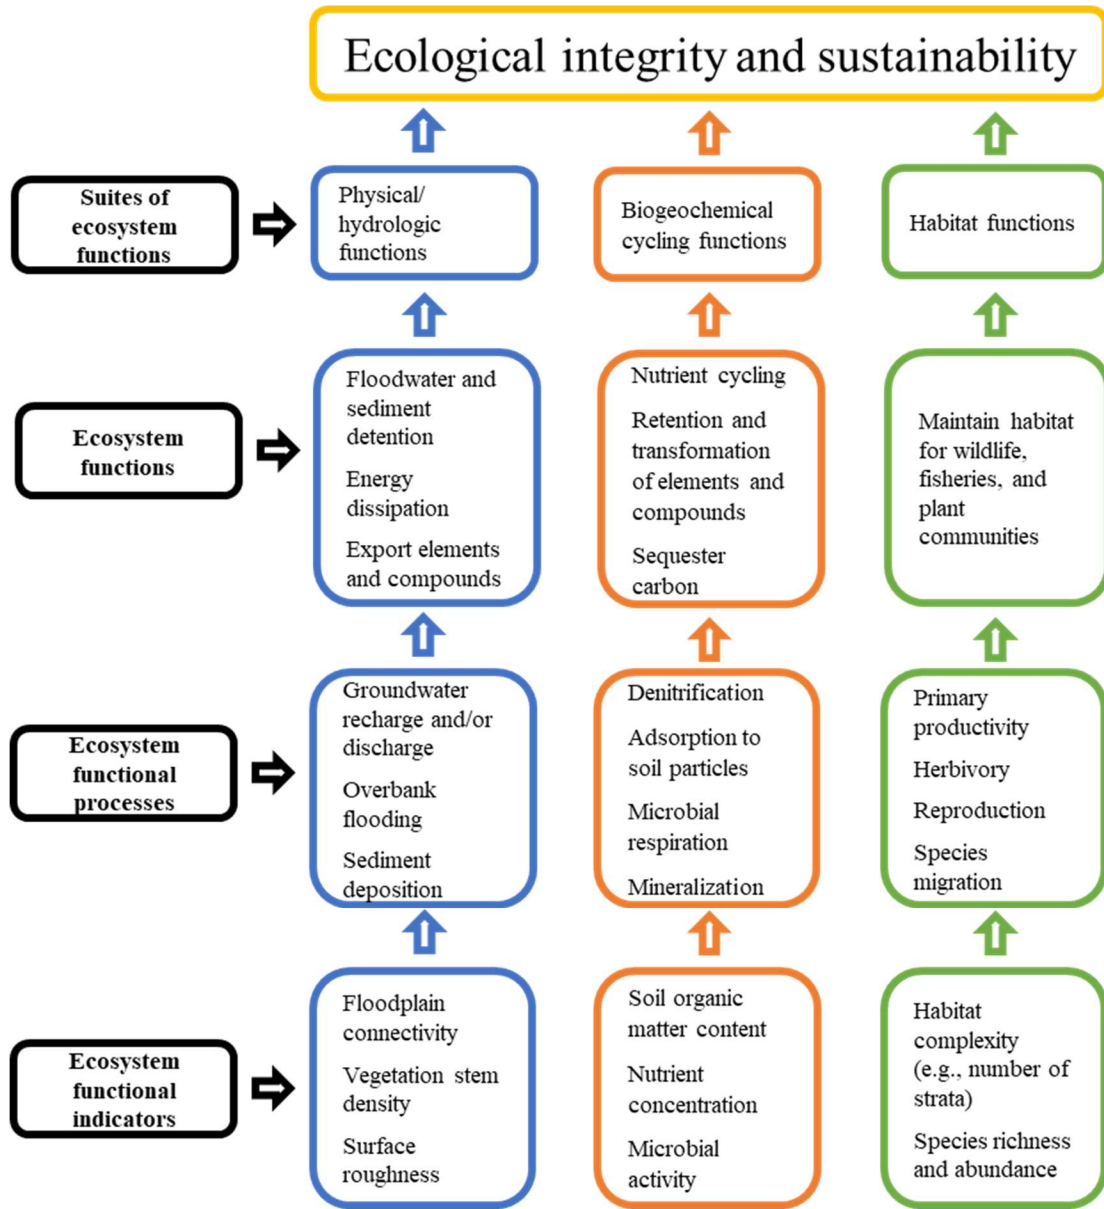 Ecological integrity and sustainability
Suites of
ecosystem
functions
Physical/
hydrologic
functions
Biogeochemical
cycling functions
Habitat functions
Ecosystem
functions
Floodwater and
sediment
detention
Energy
dissipation
Export elements
and compounds
Nutrient cycling
Retention and
transformation
of elements and
compounds
Sequester
carbon
Maintain habitat
for wildlife,
fisheries, and
plant
communities
Ecosystem
functional
processes
Groundwater
recharge and/or
discharge
Overbank
flooding
Sediment
deposition
Denitrification
Adsorption to
soil particles
Microbial
respiration
Mineralization
Primary
productivity
Herbivory
Reproduction
Species
migration
Ecosystem
functional
indicators
Floodplain
connectivity
Vegetation stem
density
Surface
roughness
Soil organic
matter content
Nutrient
concentration
Microbial
activity
Habitat
complexity
(e.g., number of
strata)
Species richness
and abundance